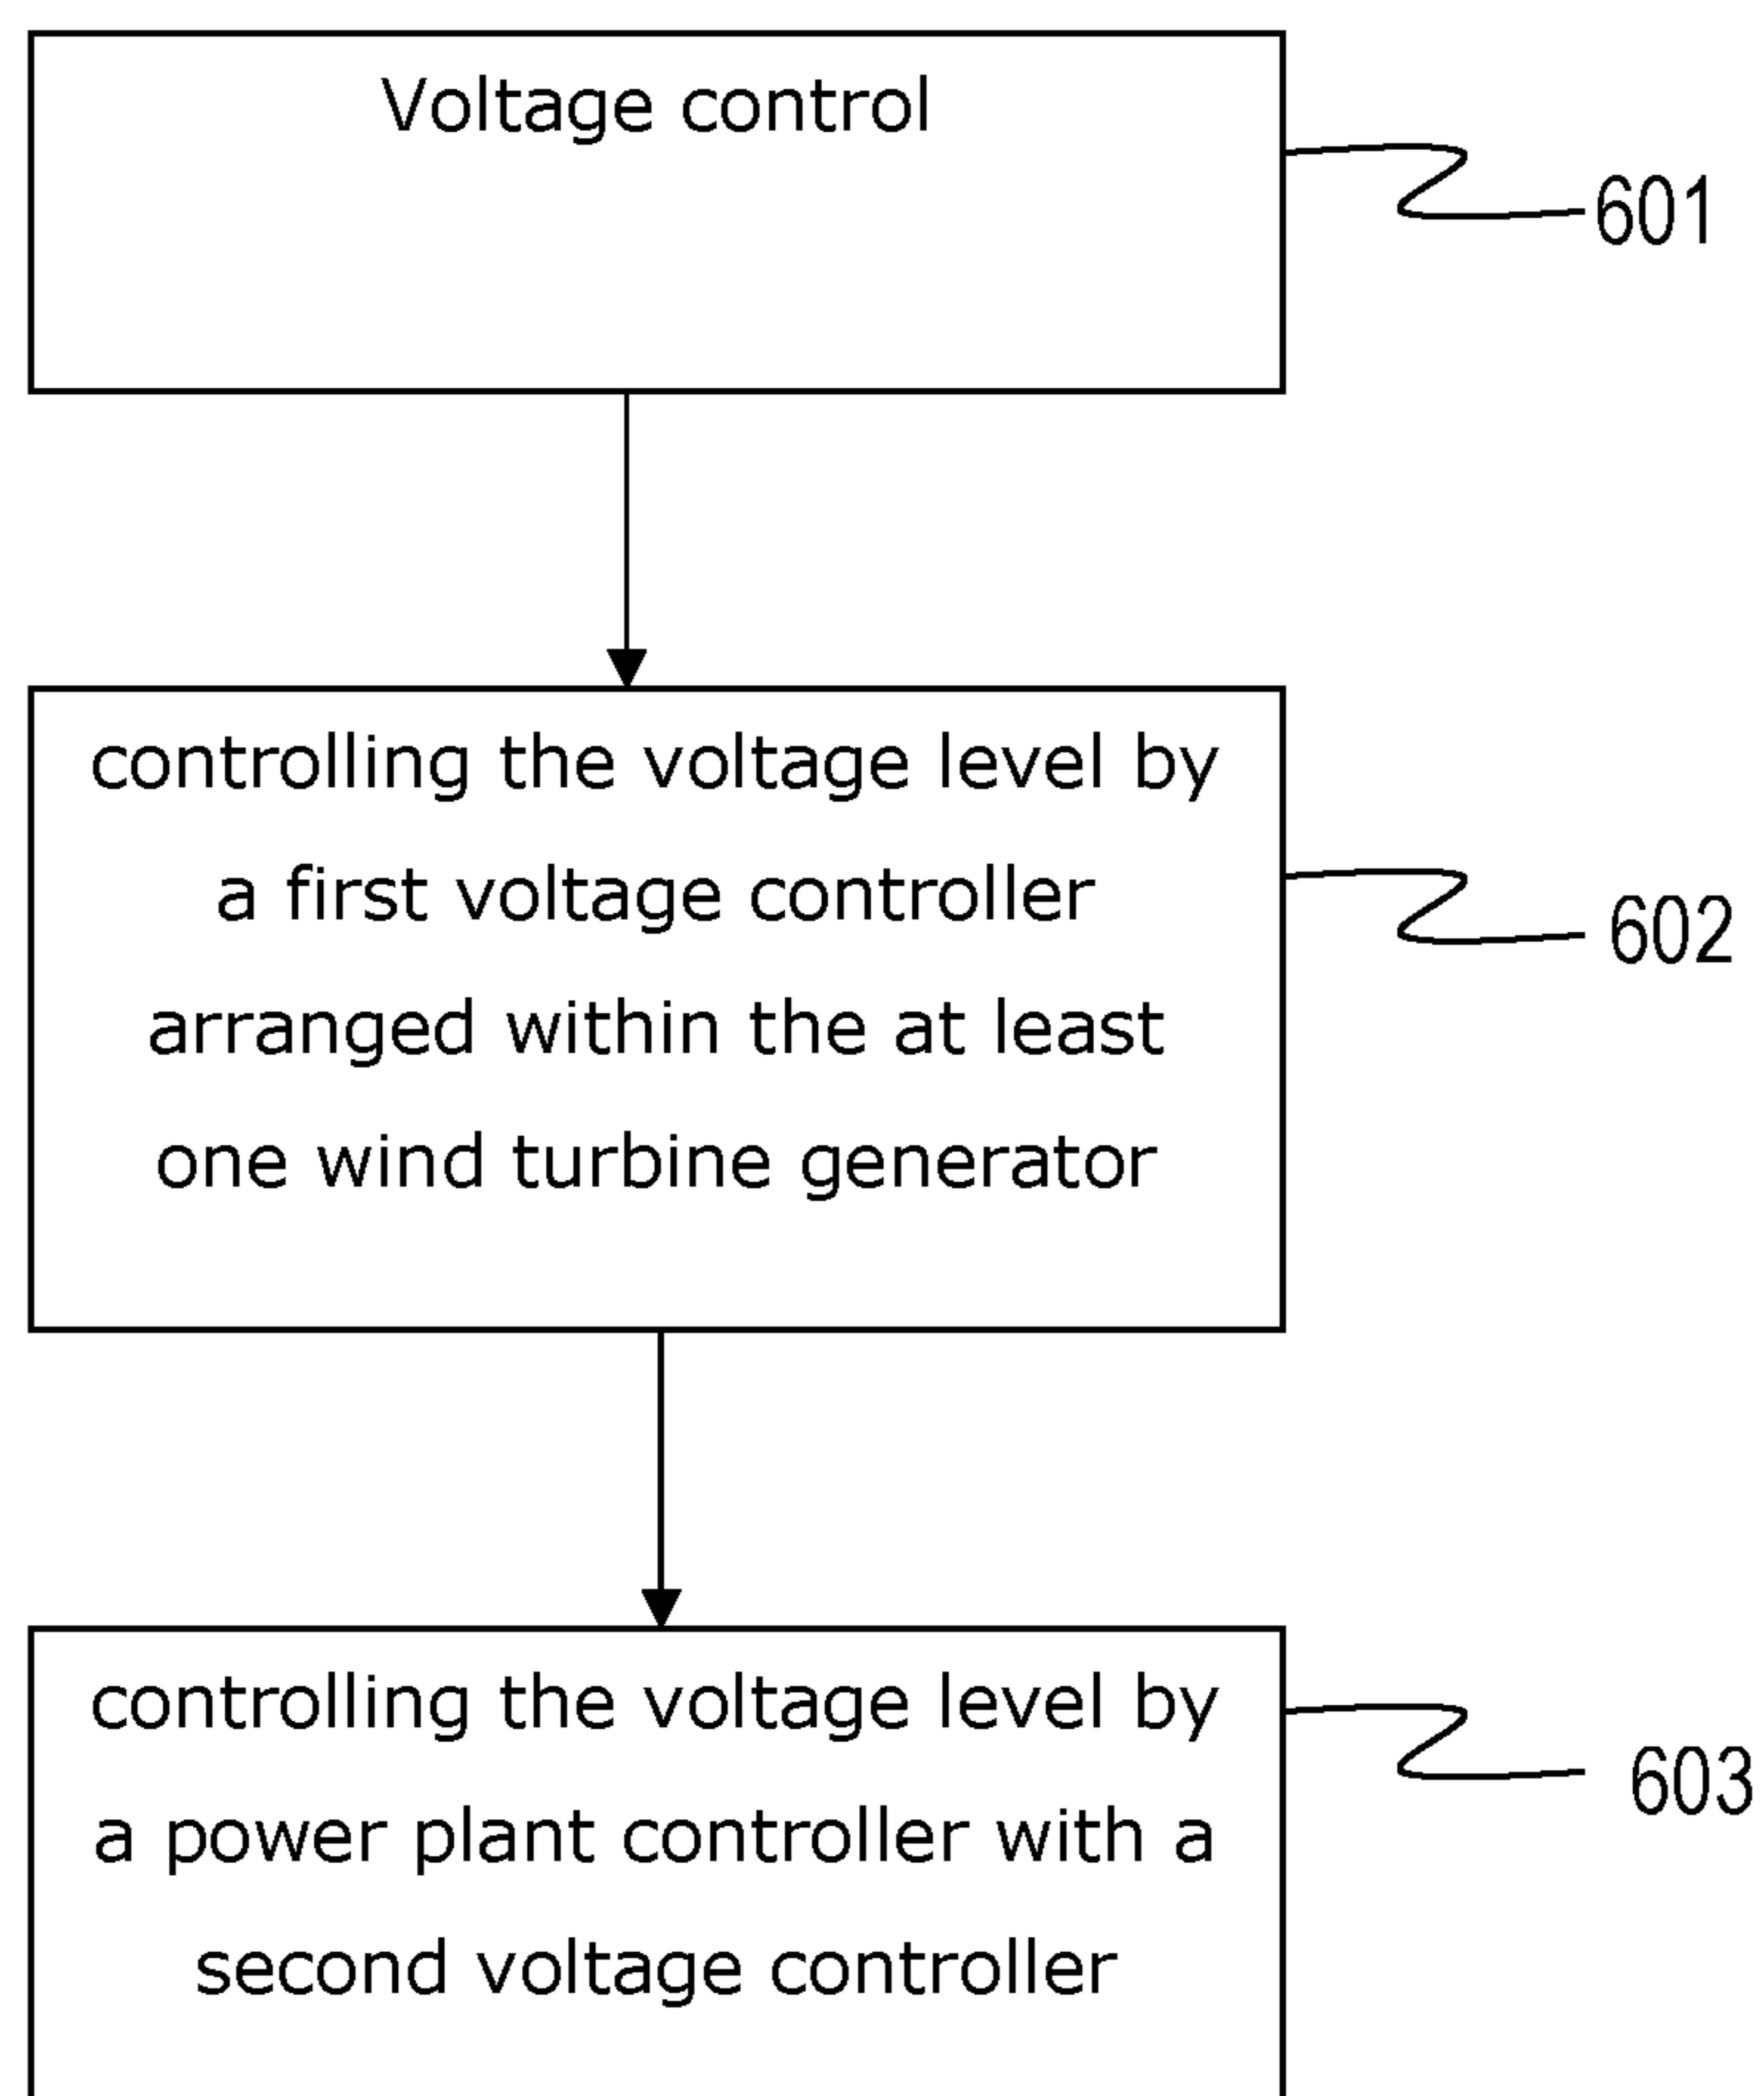 Voltage control
601
controlling the voltage level by
a first voltage controller
arranged within the at least
one wind turbine generator
602
controlling the voltage level by
a power plant controller with a
second voltage controller
603